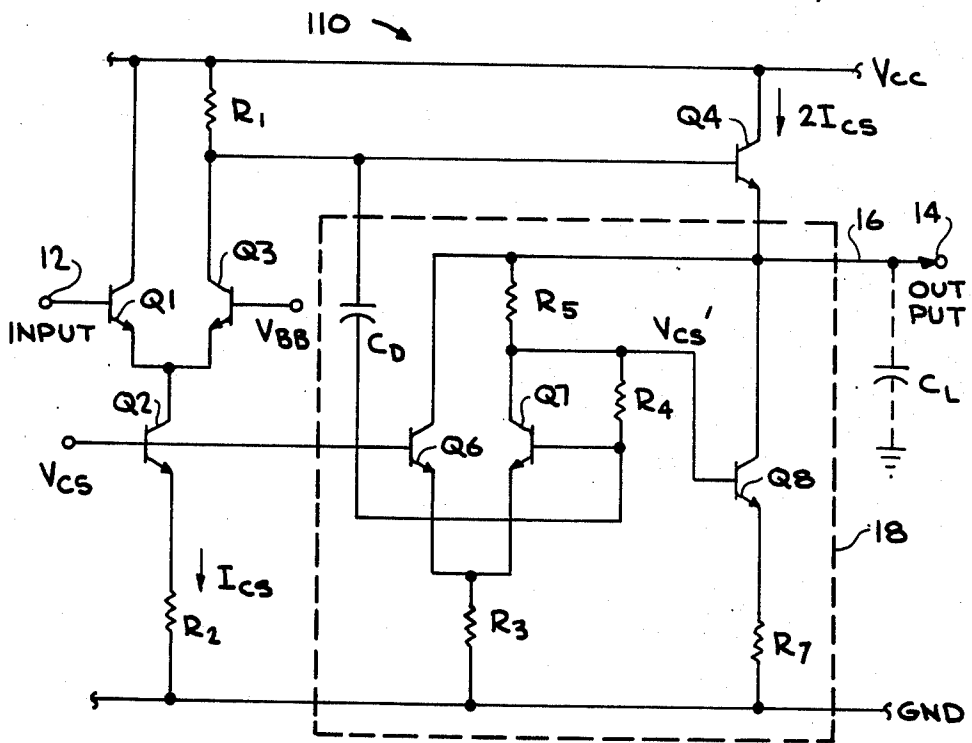 110
VCC
R1
Q4
2ICS
12
Q3
16
14
INPUT
Q1
VBB
CD
R5
VCS'
OUT
PUT
Q2
Q7
R4
CL
VCS
Q6
Q8
18
ICS
R2
R3
R7
GND